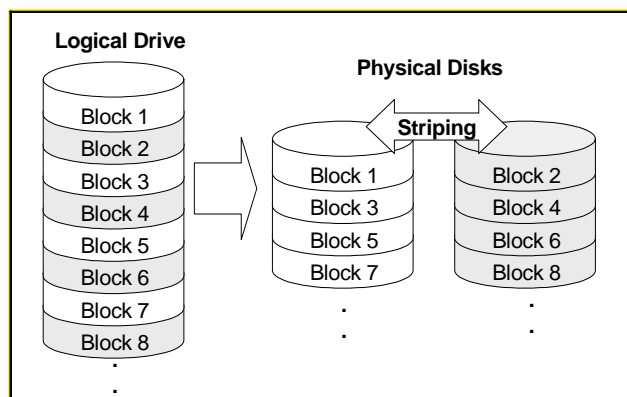 Logical Drive
Block 1
Block 2
Block 3
Block 4
Block 5
Block 6
Block 7
Block 8
Physical Disks
Striping
Block 1
Block 3
Block 5
Block 7
Block 2
Block 4
Block 6
Block 8